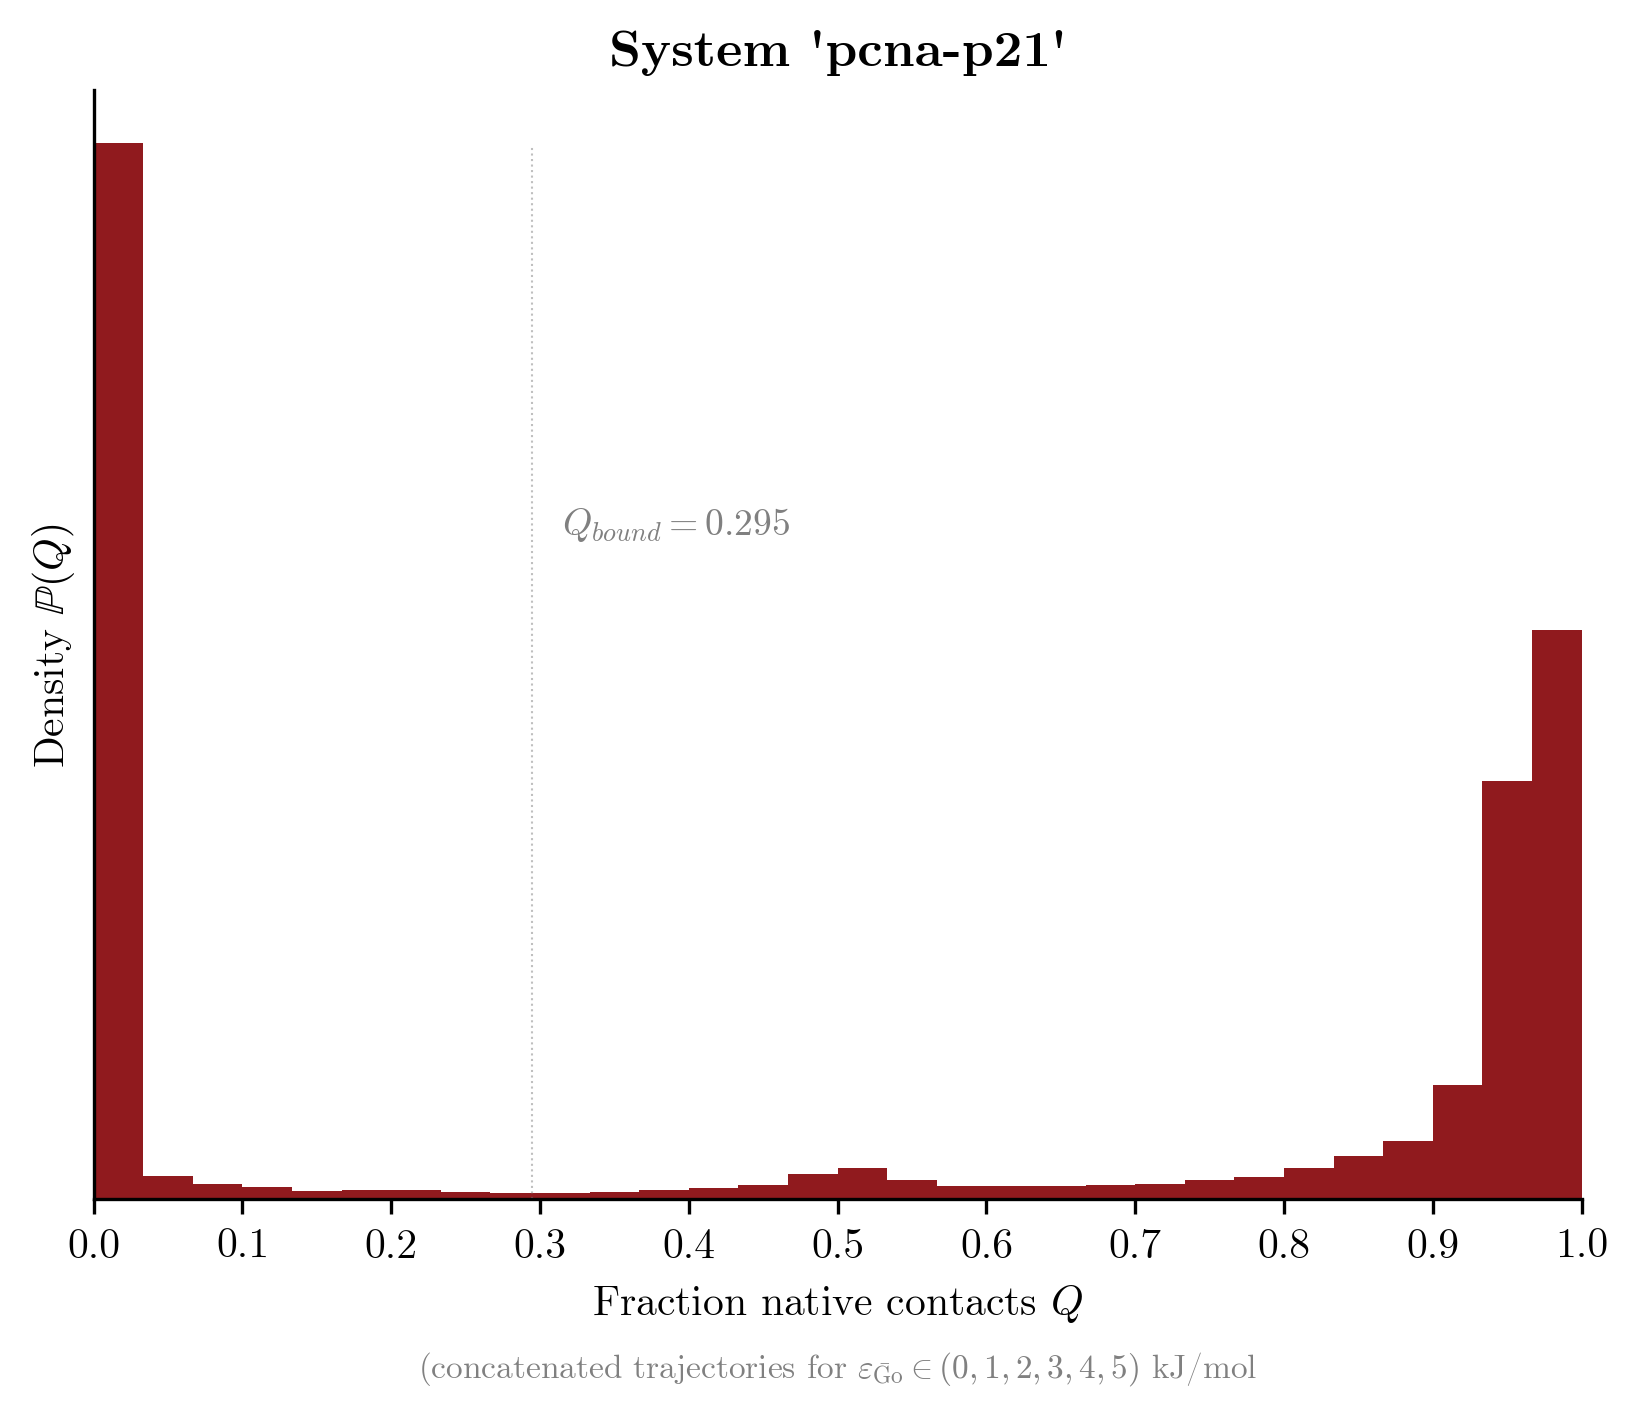 System 'pcna-p21'
Density ℙ(Q)
Q_bound = 0.295
0.0 0.1 0.2 0.3 0.4 0.5 0.6 0.7 0.8 0.9 1.0
Fraction native contacts Q
(concatenated trajectories for ε_Ḡo ∈ (0, 1, 2, 3, 4, 5) kJ/mol